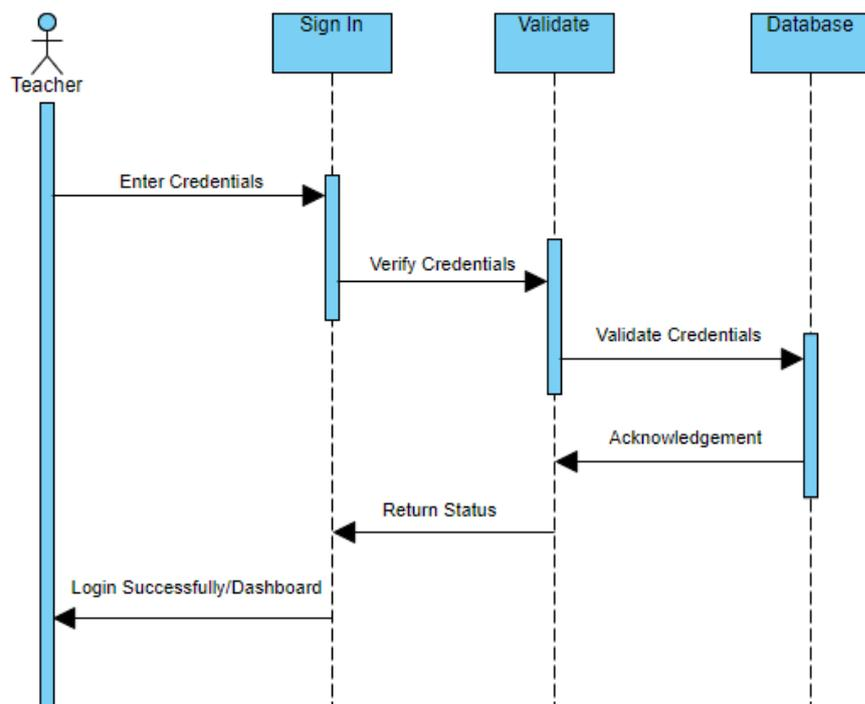 Sign In
Validate
Database
Teacher
Enter Credentials
Verify Credentials
Validate Credentials
Acknowledgement
Return Status
Login Successfully/Dashboard